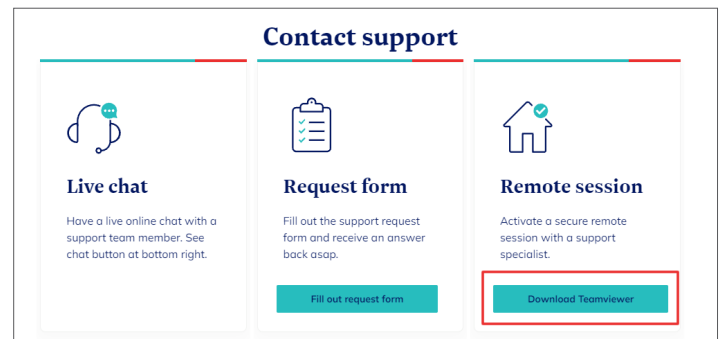 Contact support
Live chat
Have a live online chat with a
support team member. See
chat button at bottom right.
Request form
Fill out the support request
form and receive an answer
back asap.
Fill out request form
Remote session
Activate a secure remote
session with a support
specialist.
Download Teamviewer